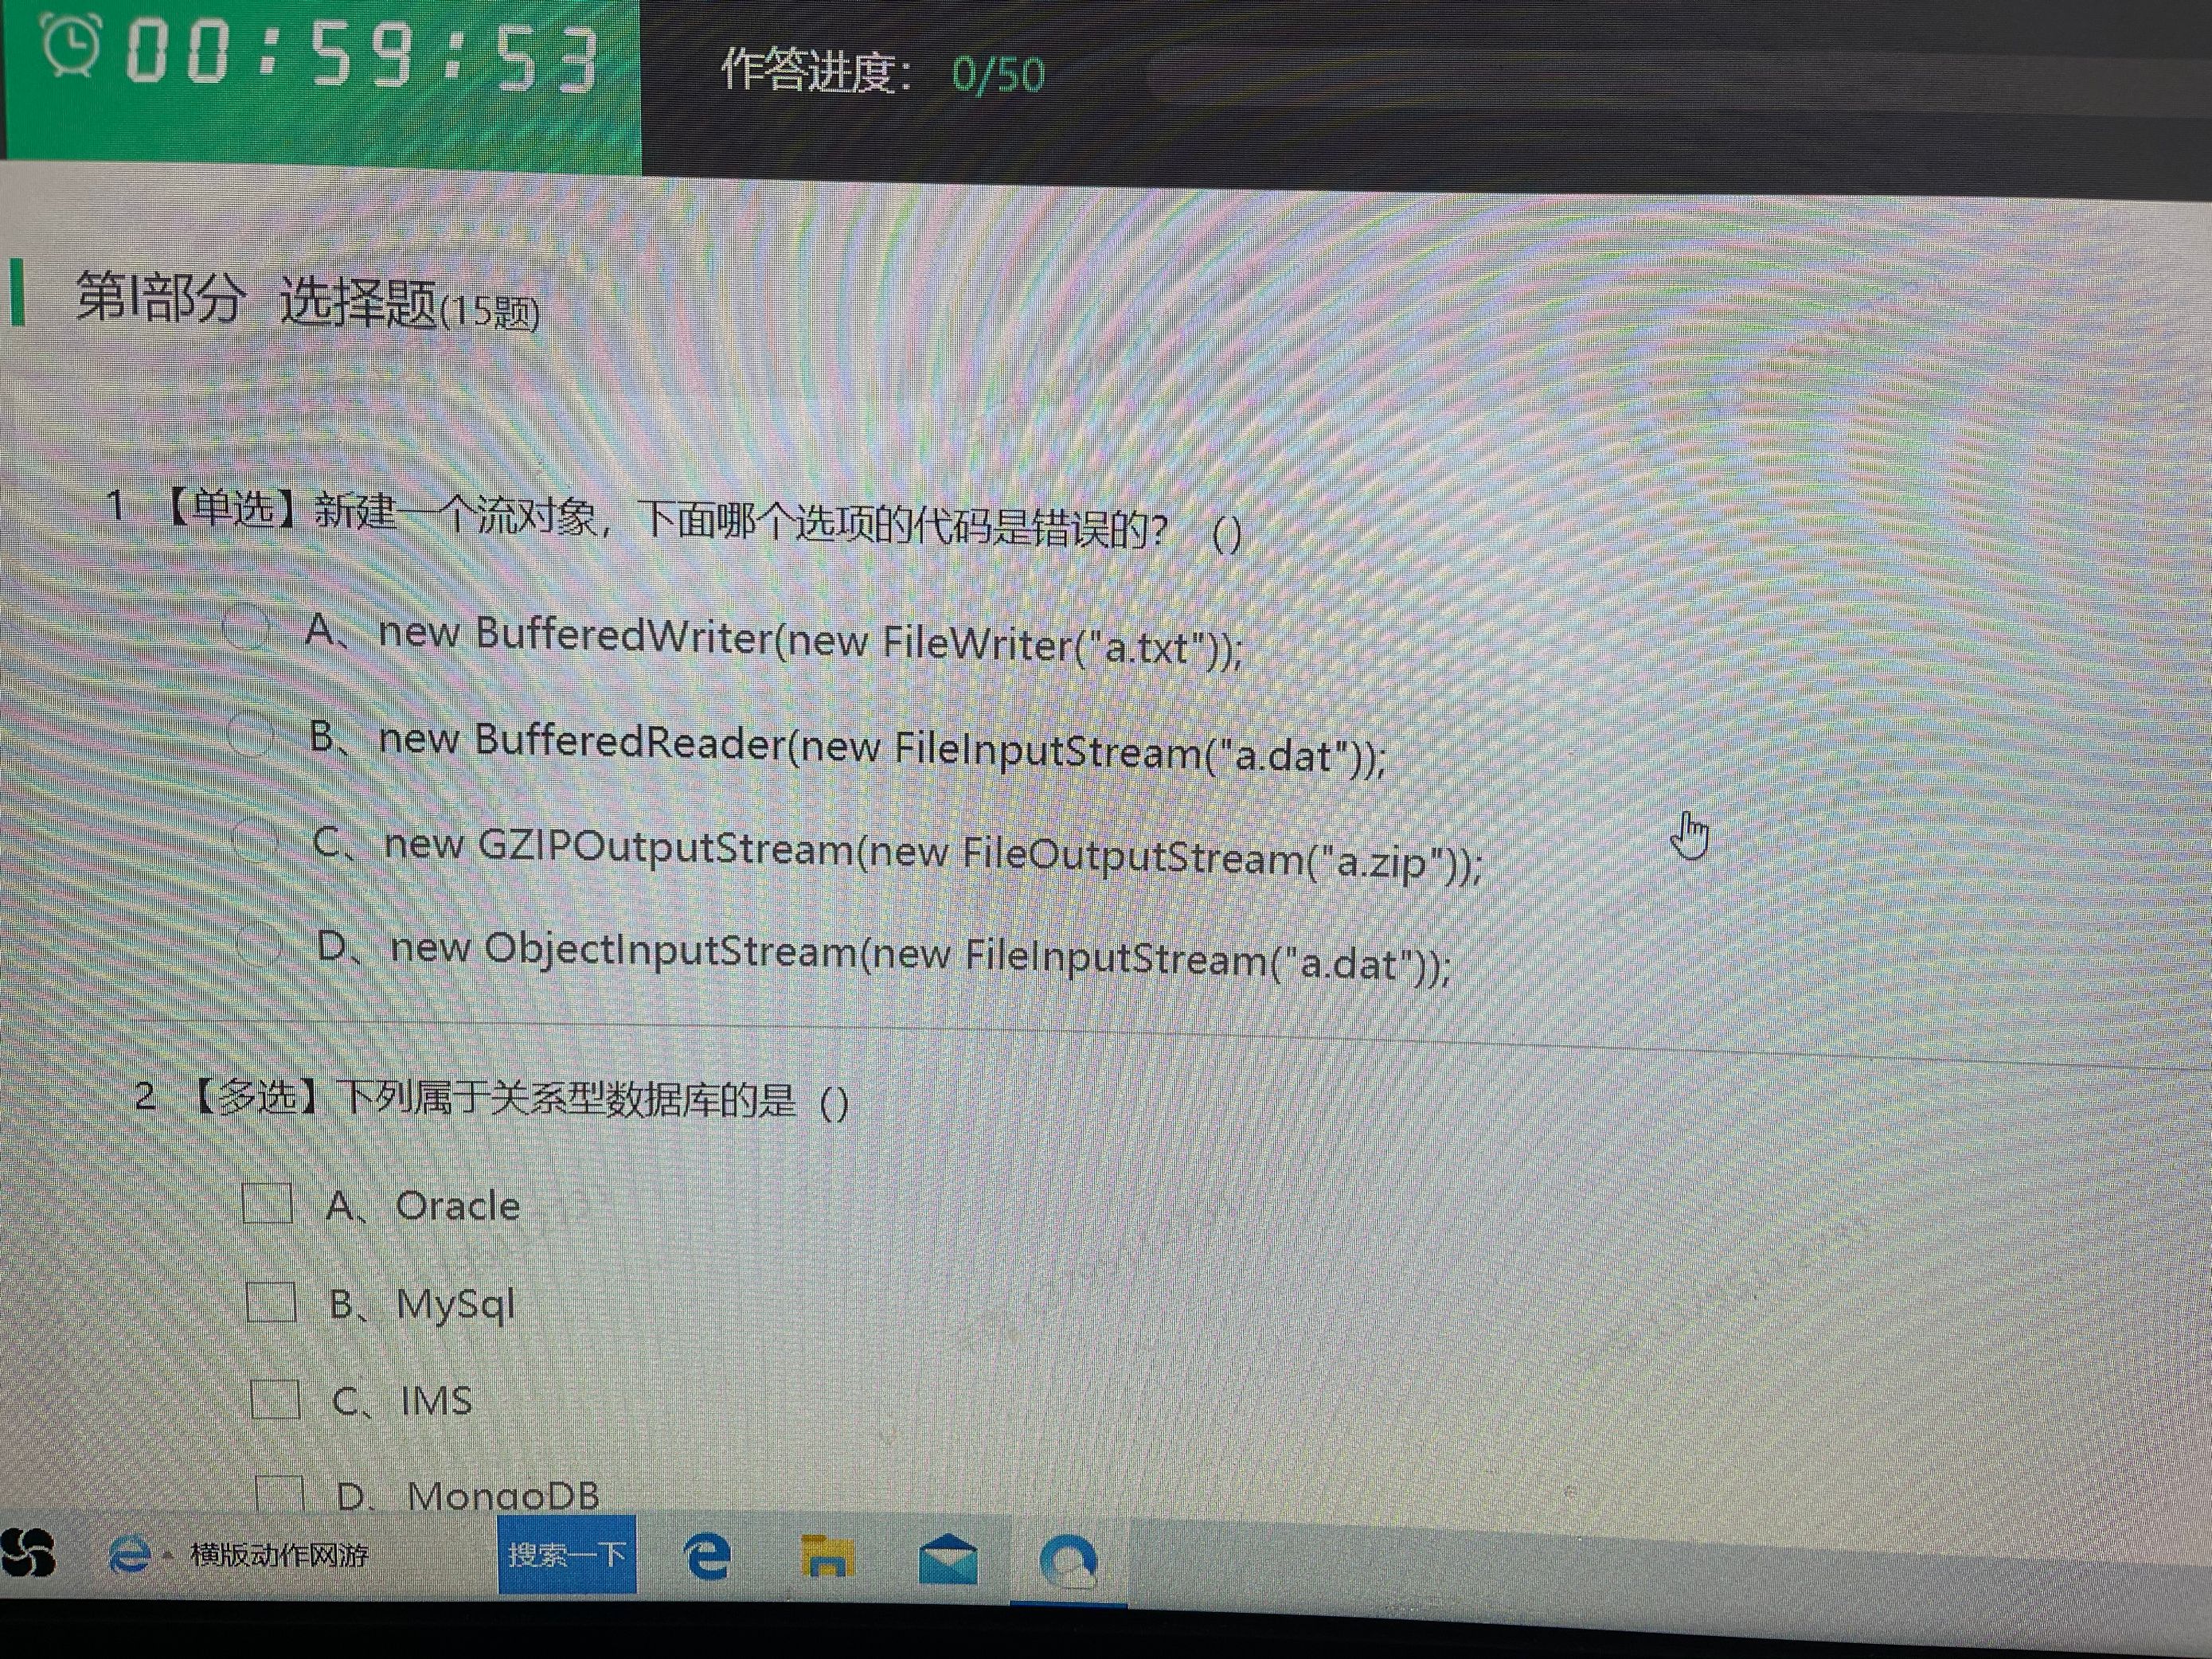 00:59:53
作答进度： 0/50
第I部分 选择题(15题)
1 【单选】新建一个流对象，下面哪个选项的代码是错误的？ ()
A、 new BufferedWriter(new FileWriter("a.txt"));
B、 new BufferedReader(new FileInputStream("a.dat"));
C、 new GZIPOutputStream(new FileOutputStream("a.zip"));
D、 new ObjectInputStream(new FileInputStream("a.dat"));
2 【多选】下列属于关系型数据库的是 ()
A、 Oracle
B、 MySql
C、 IMS
D、 MongoDB
横版动作网游 搜索一下